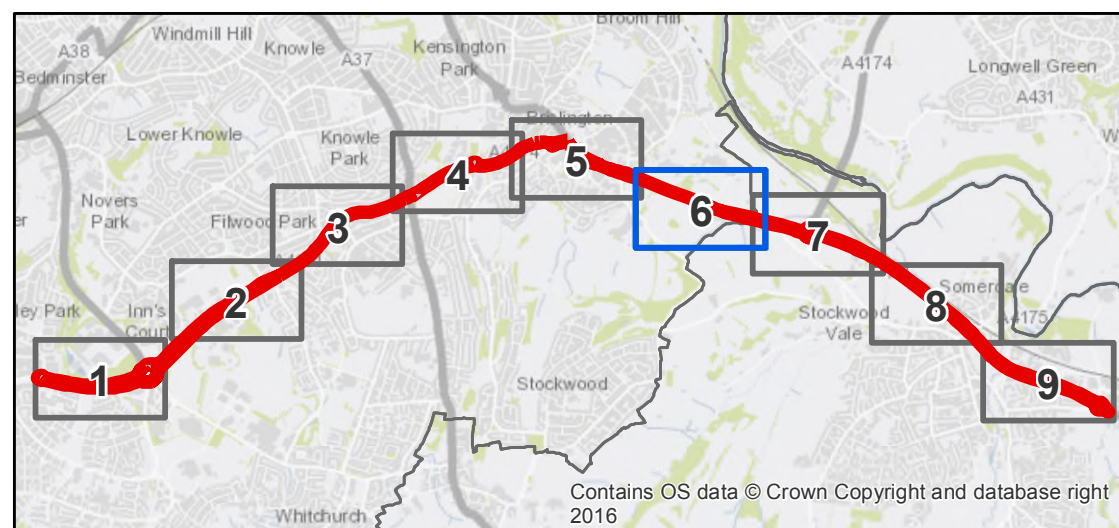 Broom Hill
Windmill Hill
A38
Knowle
A37
Kensington
Park
A4174
Longwell Green
Bedminster
A431
Lower Knowle
Knowle
Park
Brislington
4
5
Novers
Park
Filwood Park
3
6
7
ley Park
Inn's
Court
2
Stockwood
Vale
8
Somerdale
A4175
1
Stockwood
9
Whitchurch
Contains OS data © Crown Copyright and database right
2016